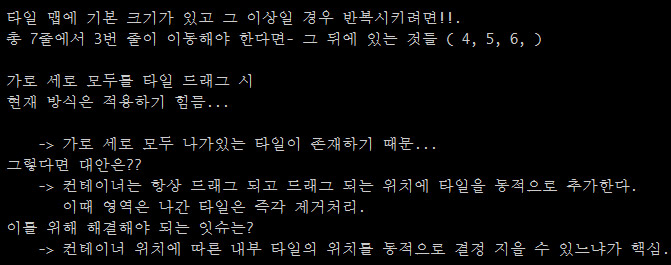 타일 맵에 기본 크기가 있고 그 이상일 경우 반복시키려면!!.
총 7줄에서 3번 줄이 이동해야 한다면- 그 뒤에 있는 것들 ( 4, 5, 6, )
가로 세로 모두를 타일 드래그 시
현재 방식은 적용하기 힘듬...
-> 가로 세로 모두 나가있는 타일이 존재하기 때문...
그렇다면 대안은??
-> 컨테이너는 항상 드래그 되고 드래그 되는 위치에 타일을 동적으로 추가한다.
이때 영역은 나간 타일은 즉각 제거처리.
이를 위해 해결해야 되는 잇슈는?
-> 컨테이너 위치에 따른 내부 타일의 위치를 동적으로 결정 지을 수 있느냐가 핵심.